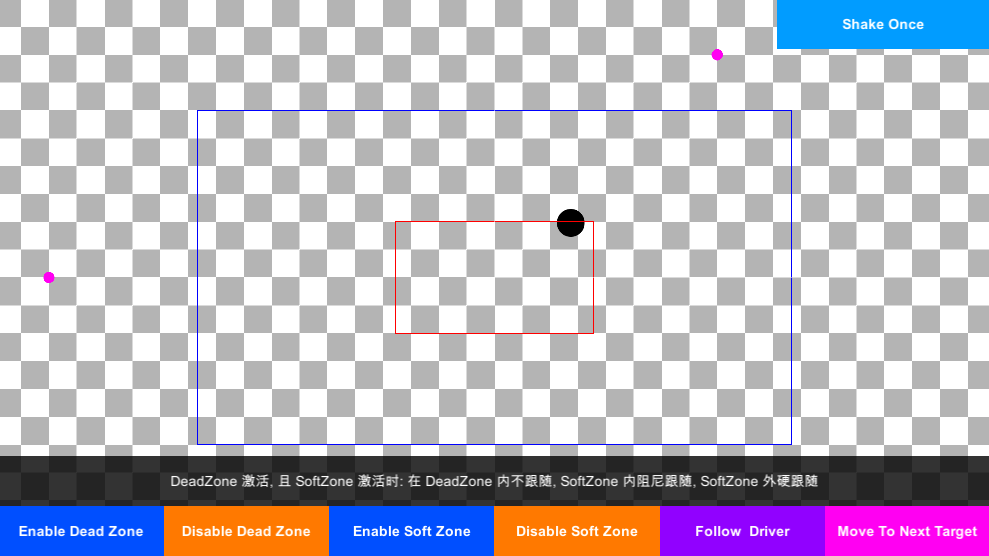 Shake Once
DeadZone 激活, 且 SoftZone 激活时: 在 DeadZone 内不跟随, SoftZone 内阻尼跟随, SoftZone 外硬跟随
Enable Dead Zone
Disable Dead Zone
Enable Soft Zone
Disable Soft Zone
Follow  Driver
Move To Next Target